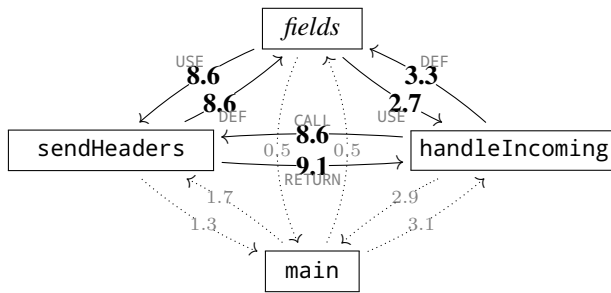 fields
USE
8.6
DEF
3.3
8.6
DEF
2.7
USE
CALL
8.6
sendHeaders
handleIncoming
0.5
0.5
9.1
RETURN
1.7
2.9
1.3
3.1
main